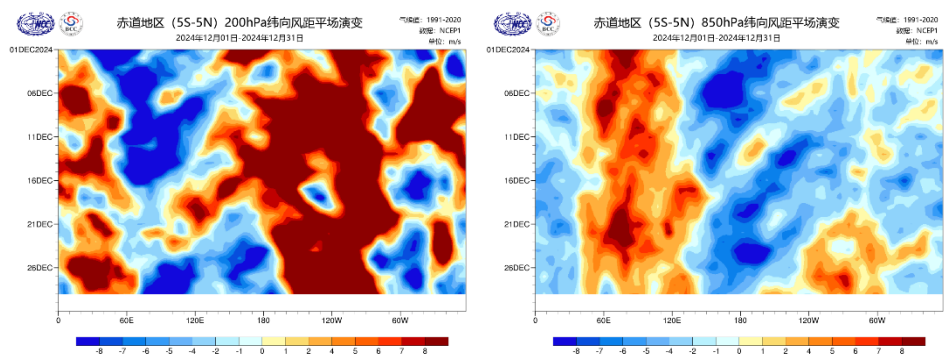 NCC
BCC
赤道地区（5S-5N）200hPa纬向风距平场演变
2024年12月01日-2024年12月31日
气候值：1991-2020
数据：NCEP1
单位：m/s
01DEC2024
06DEC
11DEC
16DEC
21DEC
26DEC
0 60E 120E 180 120W 60W
-8 -7 -6 -5 -4 -2 -1 0 1 2 4 5 6 7 8
NCC
BCC
赤道地区（5S-5N）850hPa纬向风距平场演变
2024年12月01日-2024年12月31日
气候值：1991-2020
数据：NCEP1
单位：m/s
01DEC2024
06DEC
11DEC
16DEC
21DEC
26DEC
0 60E 120E 180 120W 60W
-8 -7 -6 -5 -4 -2 -1 0 1 2 4 5 6 7 8